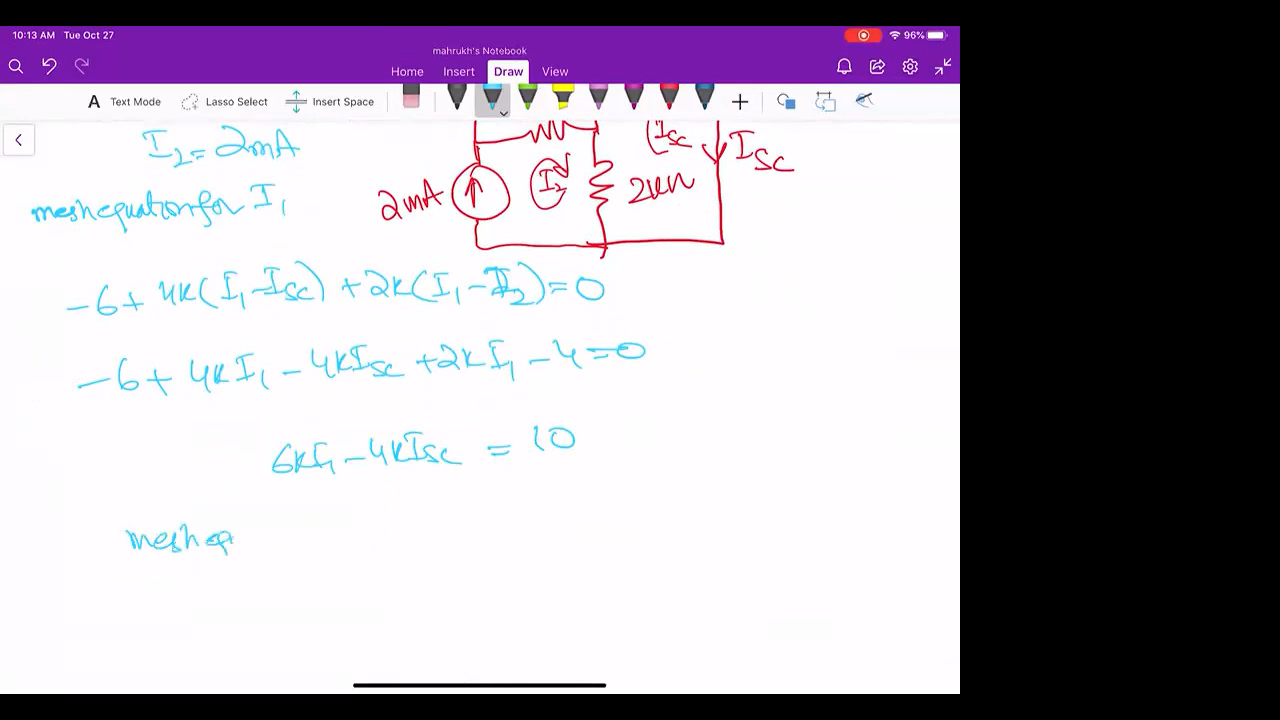 10:13 AM Tue Oct 27
96%
mahrukh's Notebook
Home Insert Draw View
A Text Mode Lasso Select Insert Space
I₂ = 2mA
mesh equation for I₁
2mA I₂ 2kΩ Isc Isc
-6 + 4k(I₁ - Isc) + 2k(I₁ - I₂) = 0
-6 + 4kI₁ - 4kIsc + 2kI₁ - 4 = 0
6kI₁ - 4kIsc = 10
mesh eq